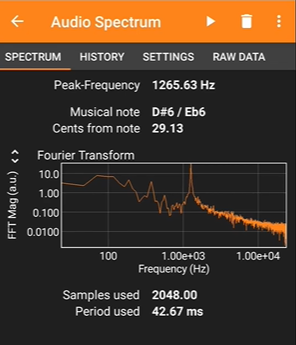 Audio Spectrum
SPECTRUM HISTORY SETTINGS RAW DATA
Peak-Frequency 1265.63 Hz
Musical note D#6 / Eb6
Cents from note 29.13
Fourier Transform
FFT Mag (a.u.)
10.0
1.00
0.100
0.0100
100 1.00e+03 1.00e+04
Frequency (Hz)
Samples used 2048.00
Period used 42.67 ms